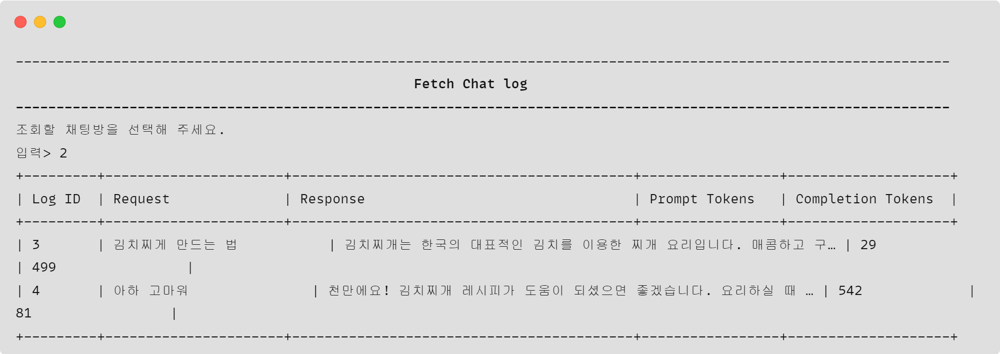 -------------------------------------------------------------------------------------------------------------------
Fetch Chat log
-------------------------------------------------------------------------------------------------------------------
조회할 채팅방을 선택해 주세요.
입력> 2
+---------+----------------------+------------------------------------------+-----------------+--------------------+
| Log ID  | Request              | Response                                 | Prompt Tokens   | Completion Tokens  |
+---------+----------------------+------------------------------------------+-----------------+--------------------+
| 3       | 김치찌게 만드는 법           | 김치찌개는 한국의 대표적인 김치를 이용한 찌개 요리입니다. 매콤하고 구… | 29
| 499                |
| 4       | 아하 고마워               | 천만에요! 김치찌개 레시피가 도움이 되셨으면 좋겠습니다. 요리하실 때 … | 542             |
81                 |
+---------+----------------------+------------------------------------------+-----------------+--------------------+